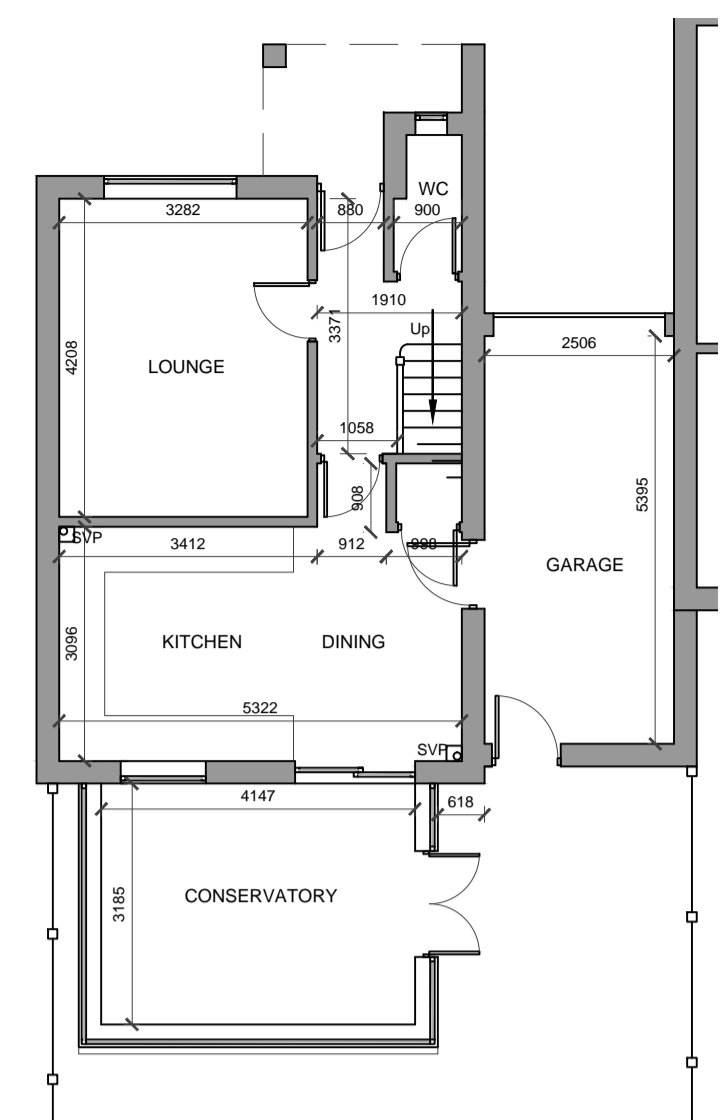 WC
3282
880
900
1910
3371
Up
2506
4208
LOUNGE
1058
908
5395
SVP
3412
912
998
GARAGE
3096
KITCHEN
DINING
5322
SVP
4147
618
3185
CONSERVATORY